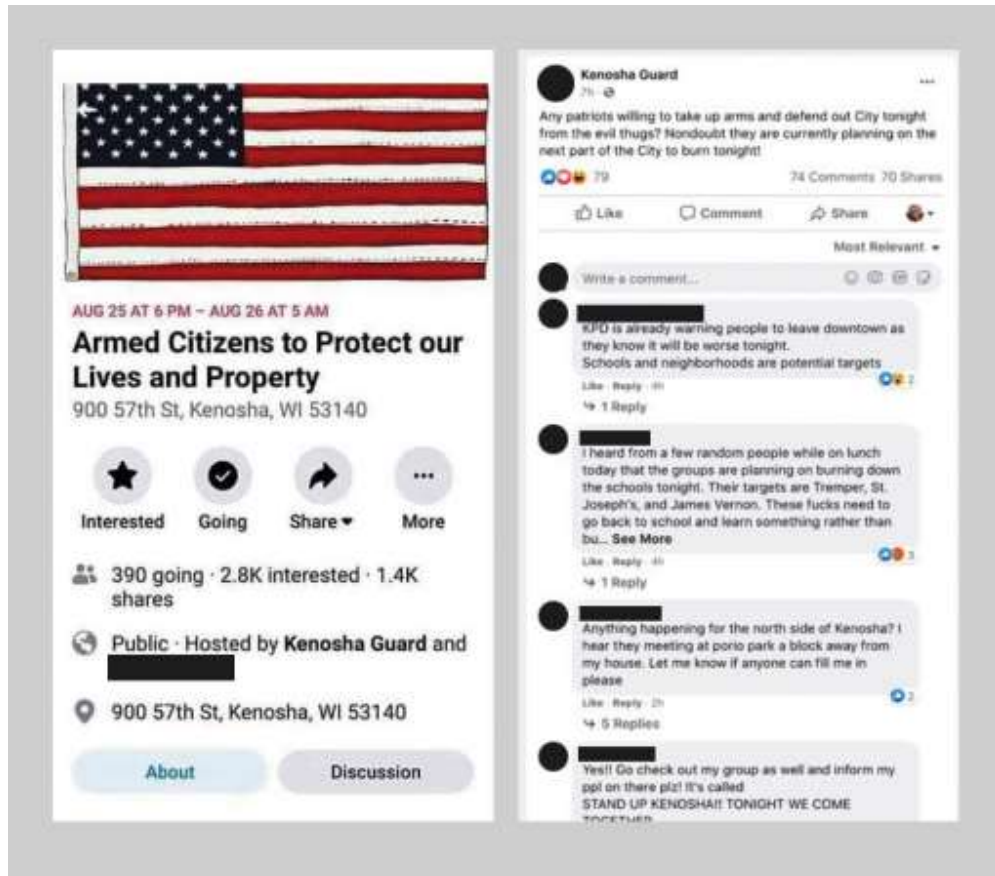 AUG 25 AT 6 PM – AUG 26 AT 5 AM
Armed Citizens to Protect our
Lives and Property
900 57th St, Kenosha, WI 53140
Interested Going Share More
390 going · 2.8K interested · 1.4K
shares
Public · Hosted by Kenosha Guard and
900 57th St, Kenosha, WI 53140
About Discussion
Kenosha Guard
7h
Any patriots willing to take up arms and defend out City tonight
from the evil thugs? Nondoubt they are currently planning on the
next part of the City to burn tonight!
79 74 Comments 70 Shares
Like Comment Share
Most Relevant
Write a comment...
KPD is already warning people to leave downtown as
they know it will be worse tonight.
Schools and neighborhoods are potential targets
2
Like · Reply · 4h
1 Reply
I heard from a few random people while on lunch
today that the groups are planning on burning down
the schools tonight. Their targets are Tremper, St.
Joseph's, and James Vernon. These fucks need to
go back to school and learn something rather than
bu... See More
3
Like · Reply · 4h
1 Reply
Anything happening for the north side of Kenosha? I
hear they meeting at porio park a block away from
my house. Let me know if anyone can fill me in
please
2
Like · Reply · 2h
5 Replies
Yes!! Go check out my group as well and inform my
ppl on there plz! It's called
STAND UP KENOSHA!! TONIGHT WE COME
TOGETHER